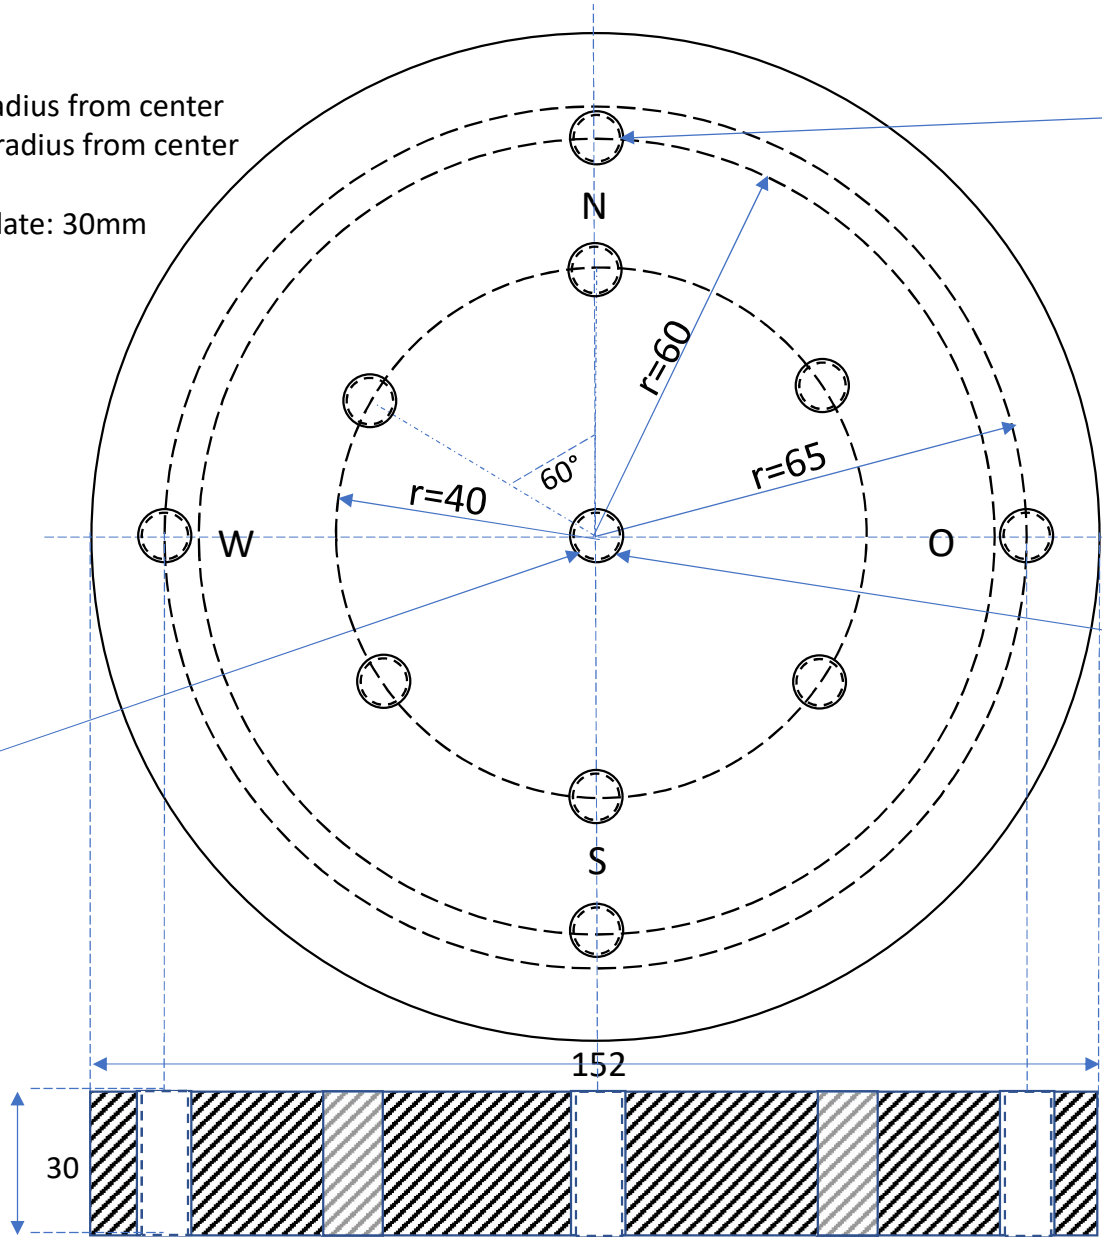 adius from center
radius from center
late: 30mm
N
r=60
r=65
60°
r=40
W
O
S
152
30